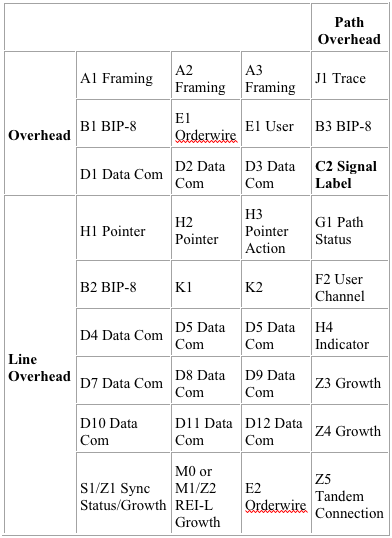 Path
Overhead
Overhead
A1 Framing
A2
Framing
A3
Framing
J1 Trace
B1 BIP-8
E1
Orderwire
E1 User
B3 BIP-8
D1 Data Com
D2 Data
Com
D3 Data
Com
C2 Signal
Label
Line
Overhead
H1 Pointer
H2
Pointer
H3
Pointer
Action
G1 Path
Status
B2 BIP-8
K1
K2
F2 User
Channel
D4 Data Com
D5 Data
Com
D5 Data
Com
H4
Indicator
D7 Data Com
D8 Data
Com
D9 Data
Com
Z3 Growth
D10 Data
Com
D11 Data
Com
D12 Data
Com
Z4 Growth
S1/Z1 Sync
Status/Growth
M0 or
M1/Z2
REI-L
Growth
E2
Orderwire
Z5
Tandem
Connection